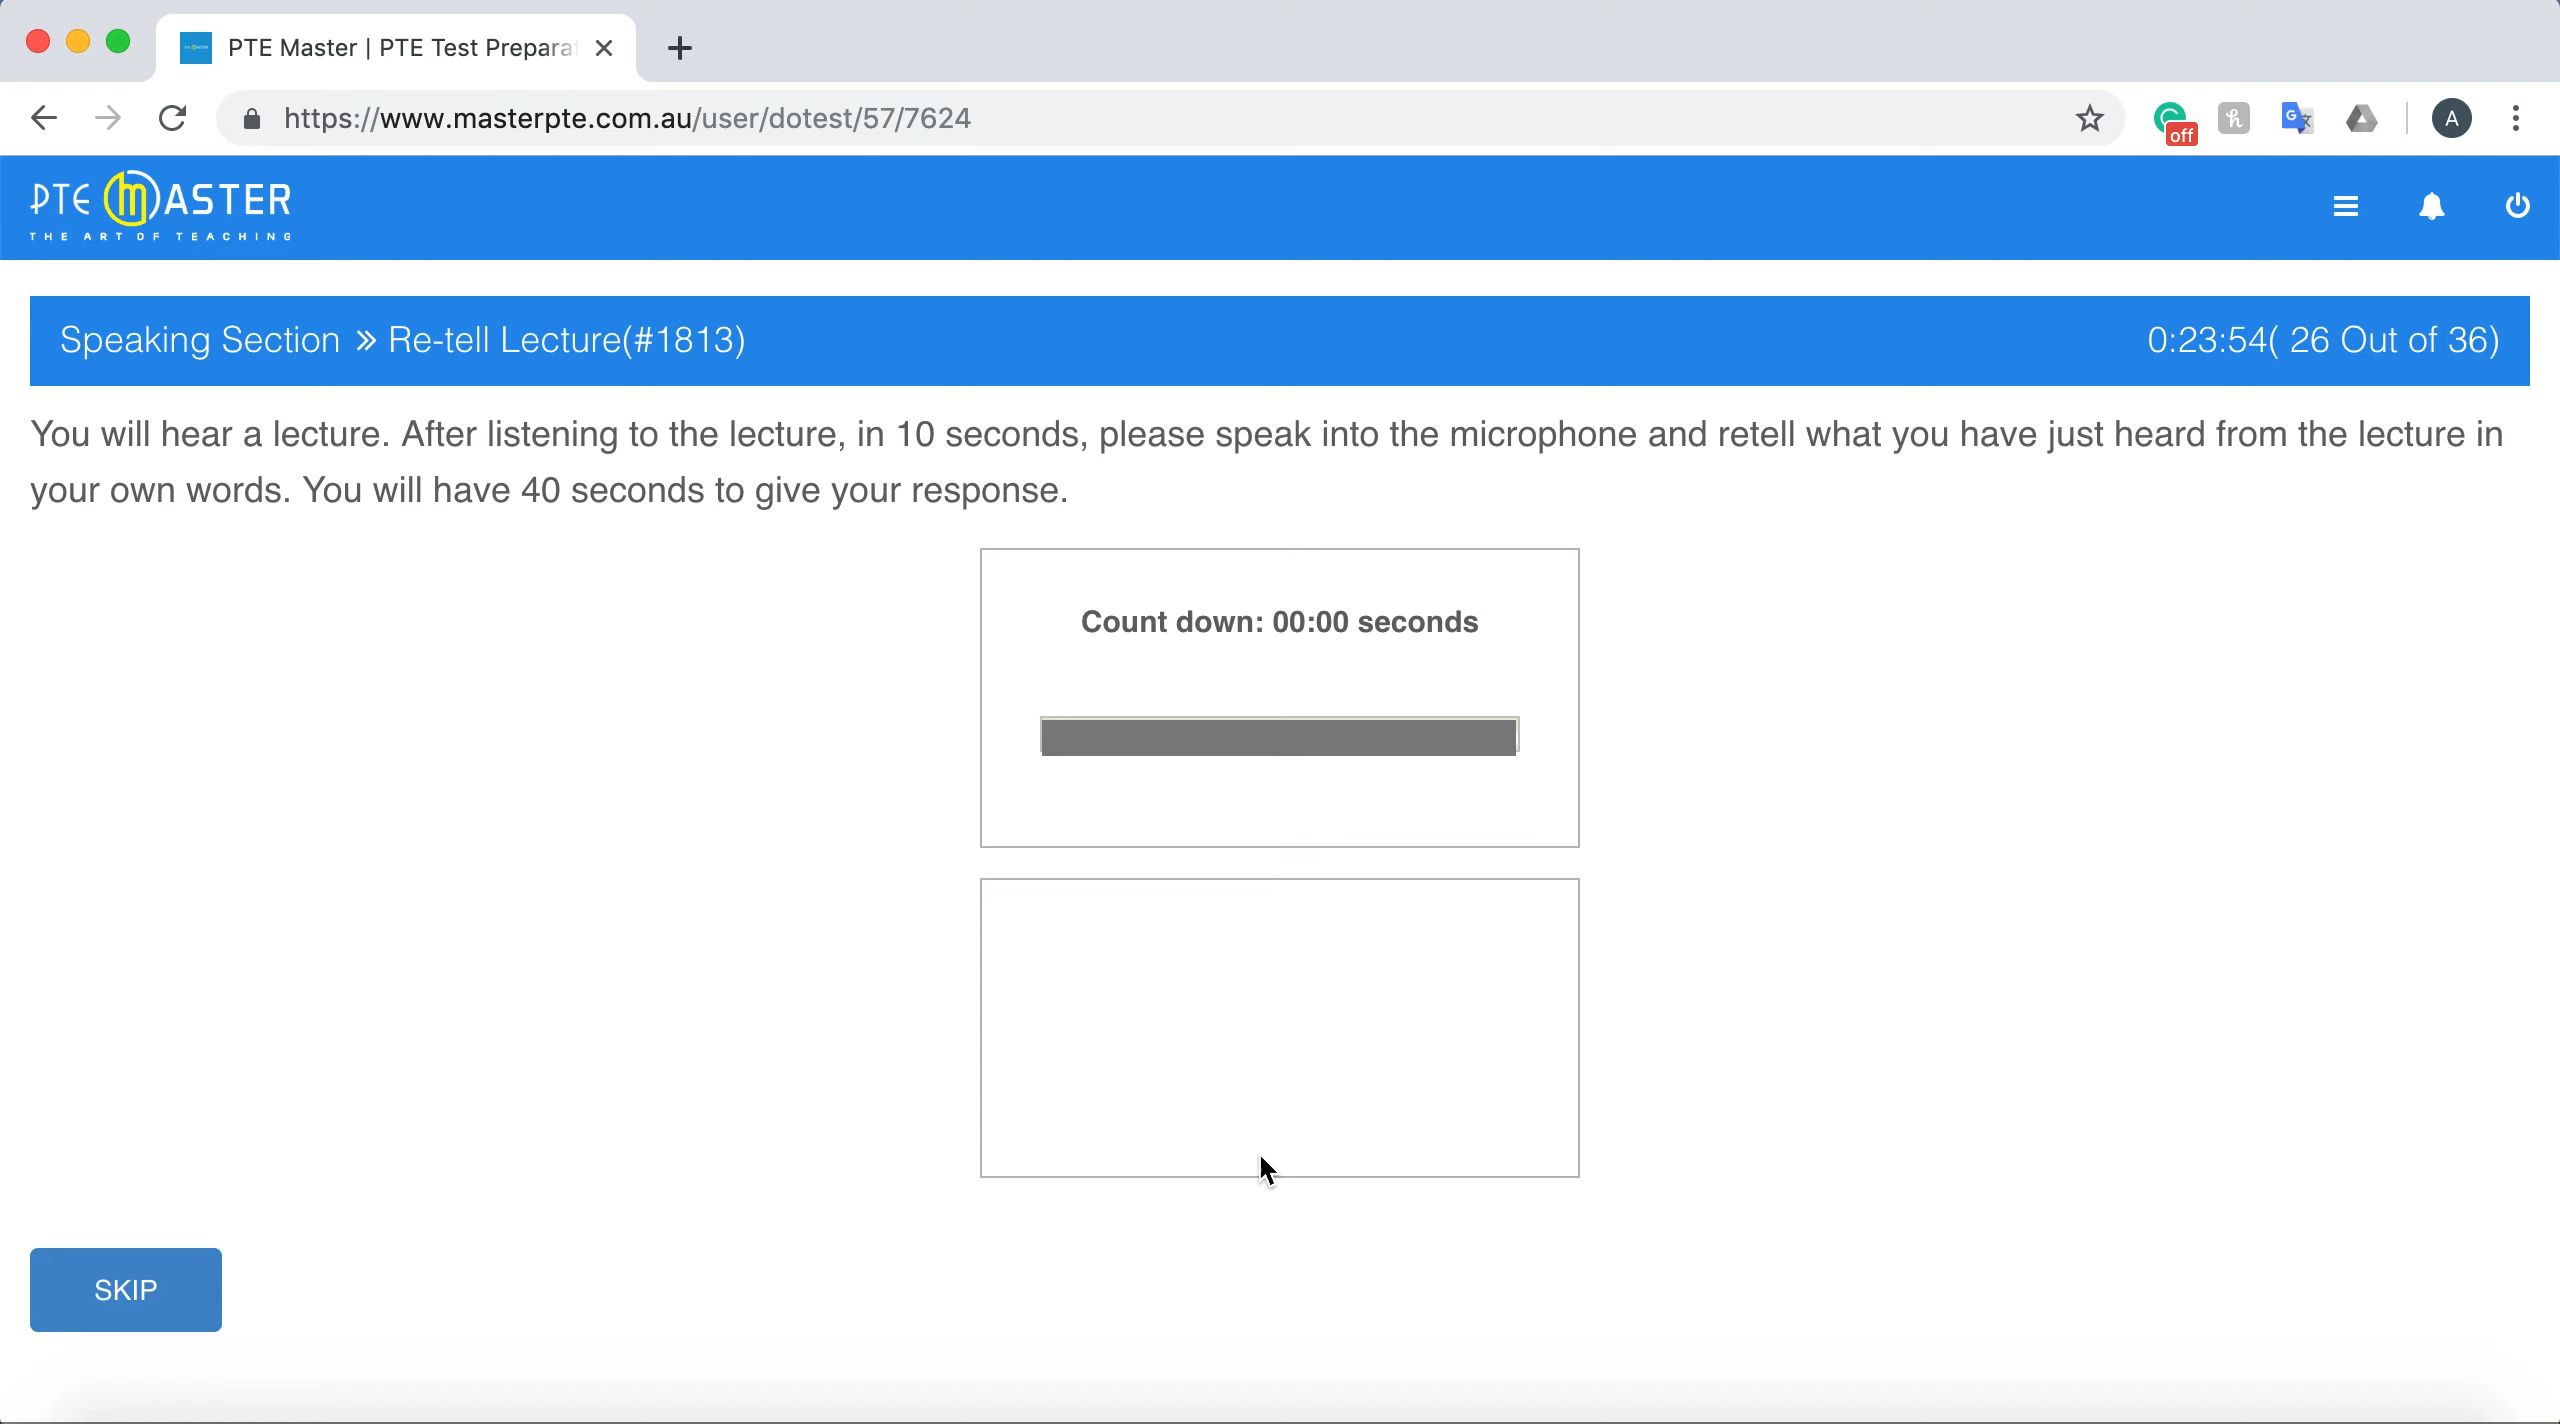 PTE Master | PTE Test Prepara
https://www.masterpte.com.au/user/dotest/57/7624
off
A
PTE MASTER
THE ART OF TEACHING
Speaking Section » Re-tell Lecture(#1813)
0:23:54( 26 Out of 36)
You will hear a lecture. After listening to the lecture, in 10 seconds, please speak into the microphone and retell what you have just heard from the lecture in
your own words. You will have 40 seconds to give your response.
Count down: 00:00 seconds
SKIP